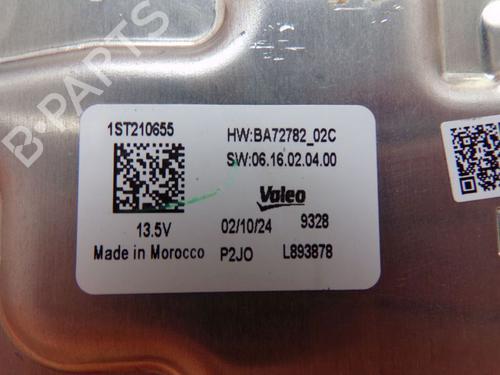 B-PARTS
1ST210655
HW:BA72782_02C
SW:06.16.02.04.00
Valeo
13.5V
02/10/24
9328
Made in Morocco
P2JO
L893878